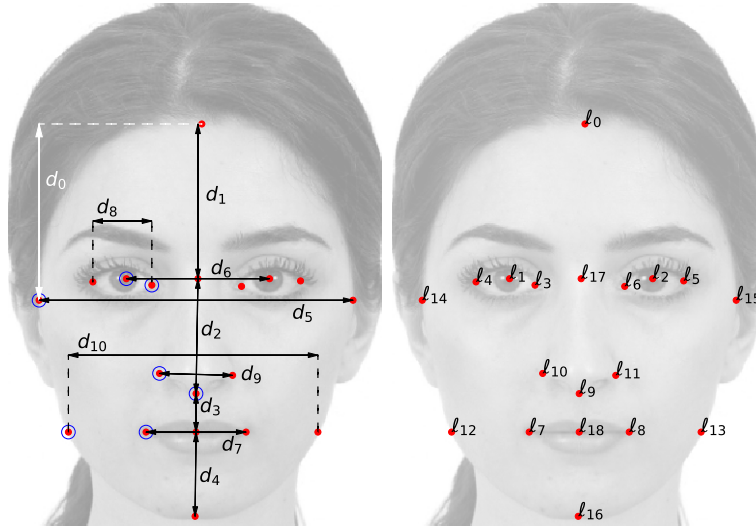 d₀
d₁
d₈
d₆
d₅
d₂
d₁₀
d₉
d₃
d₇
d₄
ℓ₀
ℓ₄
ℓ₁
ℓ₃
ℓ₁₇
ℓ₆
ℓ₂
ℓ₅
ℓ₁₄
ℓ₁₅
ℓ₁₀
ℓ₁₁
ℓ₉
ℓ₁₂
ℓ₇
ℓ₁₈
ℓ₈
ℓ₁₃
ℓ₁₆